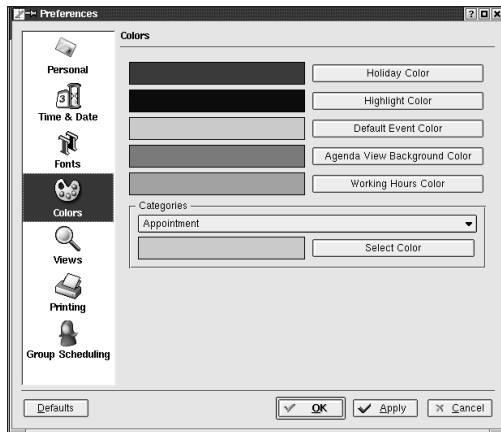 Preferences
Personal
Time & Date
Fonts
Colors
Views
Printing
Group Scheduling
Colors
Holiday Color
Highlight Color
Default Event Color
Agenda View Background Color
Working Hours Color
Categories
Appointment
Select Color
Defaults
OK
Apply
Cancel